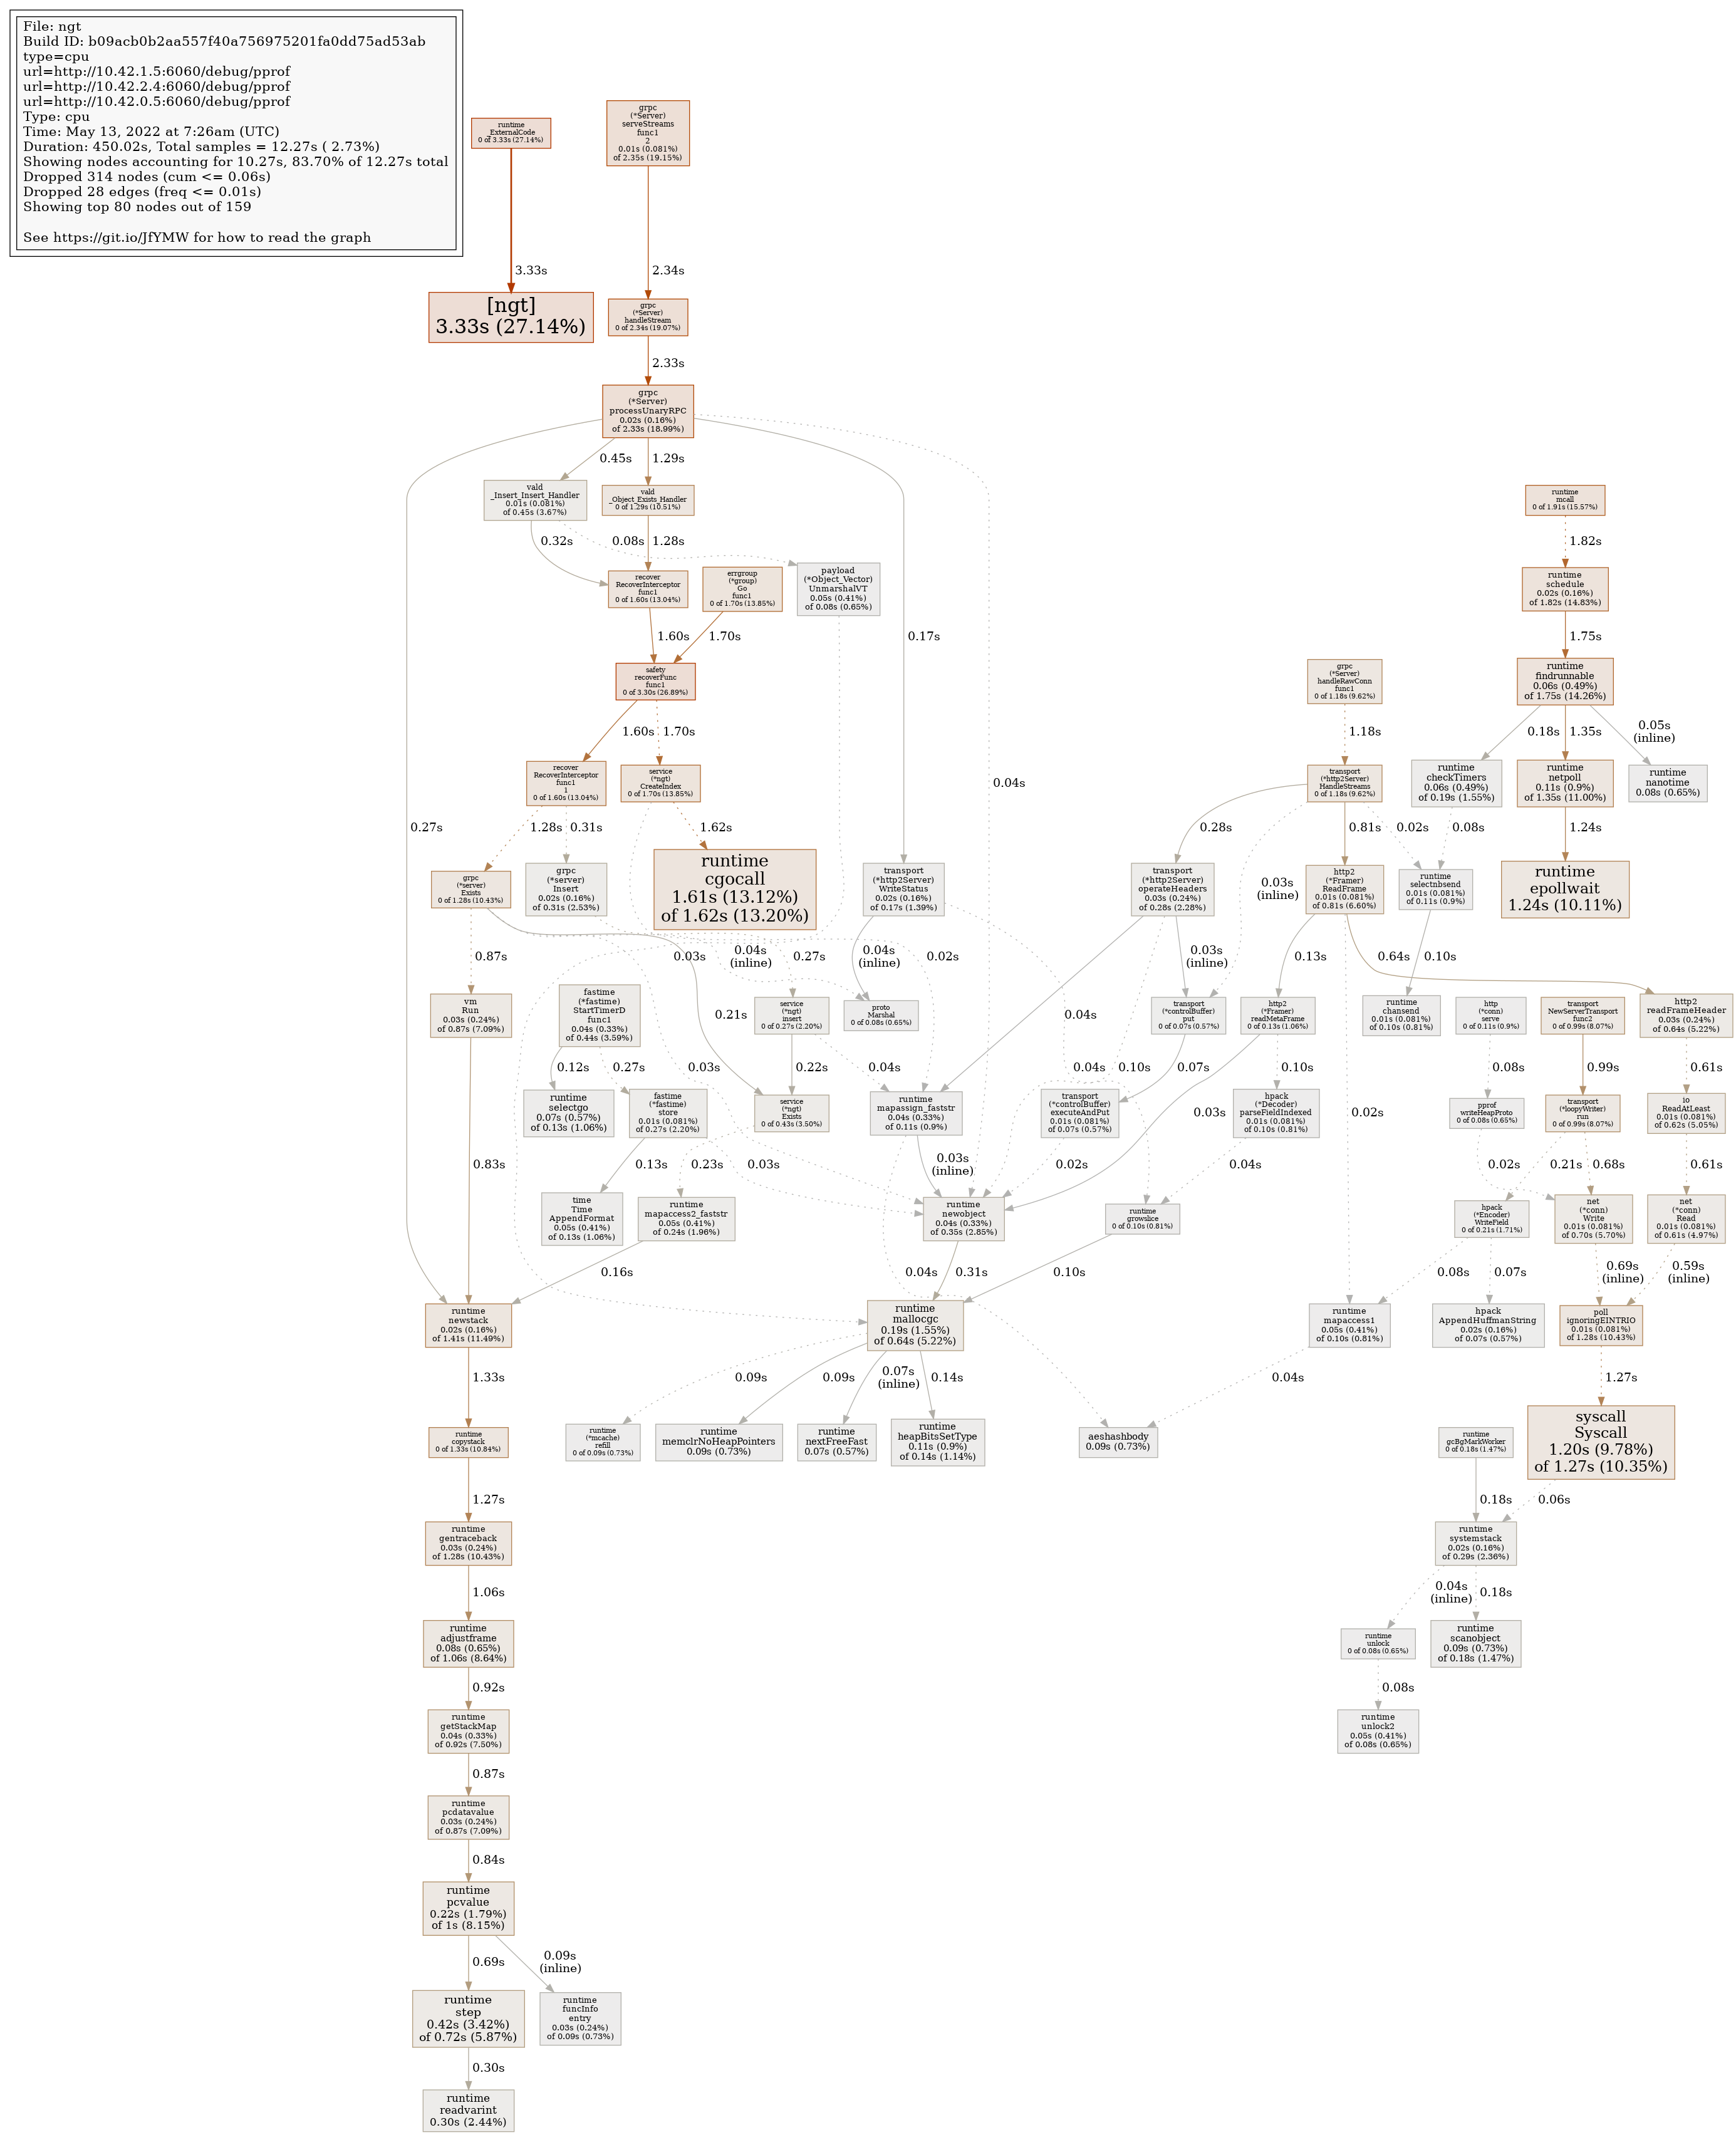 File: ngt
Build ID: b09acb0b2aa557f40a756975201fa0dd75ad53ab
type=cpu
url=http://10.42.1.5:6060/debug/pprof
url=http://10.42.2.4:6060/debug/pprof
url=http://10.42.0.5:6060/debug/pprof
Type: cpu
Time: May 13, 2022 at 7:26am (UTC)
Duration: 450.02s, Total samples = 12.27s ( 2.73%)
Showing nodes accounting for 10.27s, 83.70% of 12.27s total
Dropped 314 nodes (cum <= 0.06s)
Dropped 28 edges (freq <= 0.01s)
Showing top 80 nodes out of 159
See https://git.io/JfYMW for how to read the graph
runtime
_ExternalCode
0 of 3.33s (27.14%)
grpc
(*Server)
serveStreams
func1
2
0.01s (0.081%)
of 2.35s (19.15%)
3.33s
2.34s
[ngt]
3.33s (27.14%)
grpc
(*Server)
handleStream
0 of 2.34s (19.07%)
2.33s
grpc
(*Server)
processUnaryRPC
0.02s (0.16%)
of 2.33s (18.99%)
0.45s
1.29s
vald
_Insert_Insert_Handler
0.01s (0.081%)
of 0.45s (3.67%)
vald
_Object_Exists_Handler
0 of 1.29s (10.51%)
runtime
mcall
0 of 1.91s (15.57%)
0.32s
0.08s
1.28s
1.82s
recover
RecoverInterceptor
func1
0 of 1.60s (13.04%)
errgroup
(*group)
Go
func1
0 of 1.70s (13.85%)
payload
(*Object_Vector)
UnmarshalVT
0.05s (0.41%)
of 0.08s (0.65%)
runtime
schedule
0.02s (0.16%)
of 1.82s (14.83%)
1.60s
1.70s
0.17s
1.75s
safety
recoverFunc
func1
0 of 3.30s (26.89%)
grpc
(*Server)
handleRawConn
func1
0 of 1.18s (9.62%)
runtime
findrunnable
0.06s (0.49%)
of 1.75s (14.26%)
1.60s
1.70s
1.18s
0.18s
1.35s
0.05s
(inline)
recover
RecoverInterceptor
func1
1
0 of 1.60s (13.04%)
service
(*ngt)
CreateIndex
0 of 1.70s (13.85%)
0.04s
transport
(*http2Server)
HandleStreams
0 of 1.18s (9.62%)
runtime
checkTimers
0.06s (0.49%)
of 0.19s (1.55%)
runtime
netpoll
0.11s (0.9%)
of 1.35s (11.00%)
runtime
nanotime
0.08s (0.65%)
0.27s
1.28s
0.31s
1.62s
0.28s
0.81s
0.02s
0.08s
1.24s
grpc
(*server)
Exists
0 of 1.28s (10.43%)
grpc
(*server)
Insert
0.02s (0.16%)
of 0.31s (2.53%)
runtime
cgocall
1.61s (13.12%)
of 1.62s (13.20%)
transport
(*http2Server)
WriteStatus
0.02s (0.16%)
of 0.17s (1.39%)
transport
(*http2Server)
operateHeaders
0.03s (0.24%)
of 0.28s (2.28%)
0.03s
(inline)
http2
(*Framer)
ReadFrame
0.01s (0.081%)
of 0.81s (6.60%)
runtime
selectnbsend
0.01s (0.081%)
of 0.11s (0.9%)
runtime
epollwait
1.24s (10.11%)
0.87s
0.03s
0.04s
(inline)
0.27s
0.04s
(inline)
0.02s
0.03s
(inline)
0.13s
0.64s
0.10s
vm
Run
0.03s (0.24%)
of 0.87s (7.09%)
fastime
(*fastime)
StartTimerD
func1
0.04s (0.33%)
of 0.44s (3.59%)
0.21s
service
(*ngt)
insert
0 of 0.27s (2.20%)
proto
Marshal
0 of 0.08s (0.65%)
0.04s
transport
(*controlBuffer)
put
0 of 0.07s (0.57%)
http2
(*Framer)
readMetaFrame
0 of 0.13s (1.06%)
runtime
chansend
0.01s (0.081%)
of 0.10s (0.81%)
http
(*conn)
serve
0 of 0.11s (0.9%)
transport
NewServerTransport
func2
0 of 0.99s (8.07%)
http2
readFrameHeader
0.03s (0.24%)
of 0.64s (5.22%)
0.12s
0.27s
0.03s
0.22s
0.04s
0.04s
0.10s
0.07s
0.10s
0.08s
0.99s
0.61s
runtime
selectgo
0.07s (0.57%)
of 0.13s (1.06%)
fastime
(*fastime)
store
0.01s (0.081%)
of 0.27s (2.20%)
service
(*ngt)
Exists
0 of 0.43s (3.50%)
runtime
mapassign_faststr
0.04s (0.33%)
of 0.11s (0.9%)
transport
(*controlBuffer)
executeAndPut
0.01s (0.081%)
of 0.07s (0.57%)
0.03s
hpack
(*Decoder)
parseFieldIndexed
0.01s (0.081%)
of 0.10s (0.81%)
0.02s
pprof
writeHeapProto
0 of 0.08s (0.65%)
transport
(*loopyWriter)
run
0 of 0.99s (8.07%)
io
ReadAtLeast
0.01s (0.081%)
of 0.62s (5.05%)
0.83s
0.13s
0.23s
0.03s
0.03s
(inline)
0.02s
0.04s
0.02s
0.21s
0.68s
0.61s
time
Time
AppendFormat
0.05s (0.41%)
of 0.13s (1.06%)
runtime
mapaccess2_faststr
0.05s (0.41%)
of 0.24s (1.96%)
runtime
newobject
0.04s (0.33%)
of 0.35s (2.85%)
runtime
growslice
0 of 0.10s (0.81%)
hpack
(*Encoder)
WriteField
0 of 0.21s (1.71%)
net
(*conn)
Write
0.01s (0.081%)
of 0.70s (5.70%)
net
(*conn)
Read
0.01s (0.081%)
of 0.61s (4.97%)
0.16s
0.04s
0.31s
0.10s
0.08s
0.07s
0.69s
(inline)
0.59s
(inline)
runtime
newstack
0.02s (0.16%)
of 1.41s (11.49%)
runtime
mallocgc
0.19s (1.55%)
of 0.64s (5.22%)
runtime
mapaccess1
0.05s (0.41%)
of 0.10s (0.81%)
hpack
AppendHuffmanString
0.02s (0.16%)
of 0.07s (0.57%)
poll
ignoringEINTRIO
0.01s (0.081%)
of 1.28s (10.43%)
1.33s
0.09s
0.09s
0.07s
(inline)
0.14s
0.04s
1.27s
runtime
copystack
0 of 1.33s (10.84%)
runtime
(*mcache)
refill
0 of 0.09s (0.73%)
runtime
memclrNoHeapPointers
0.09s (0.73%)
runtime
nextFreeFast
0.07s (0.57%)
runtime
heapBitsSetType
0.11s (0.9%)
of 0.14s (1.14%)
aeshashbody
0.09s (0.73%)
runtime
gcBgMarkWorker
0 of 0.18s (1.47%)
syscall
Syscall
1.20s (9.78%)
of 1.27s (10.35%)
1.27s
0.18s
0.06s
runtime
gentraceback
0.03s (0.24%)
of 1.28s (10.43%)
runtime
systemstack
0.02s (0.16%)
of 0.29s (2.36%)
1.06s
0.04s
(inline)
0.18s
runtime
adjustframe
0.08s (0.65%)
of 1.06s (8.64%)
runtime
unlock
0 of 0.08s (0.65%)
runtime
scanobject
0.09s (0.73%)
of 0.18s (1.47%)
0.92s
0.08s
runtime
getStackMap
0.04s (0.33%)
of 0.92s (7.50%)
runtime
unlock2
0.05s (0.41%)
of 0.08s (0.65%)
0.87s
runtime
pcdatavalue
0.03s (0.24%)
of 0.87s (7.09%)
0.84s
runtime
pcvalue
0.22s (1.79%)
of 1s (8.15%)
0.69s
0.09s
(inline)
runtime
step
0.42s (3.42%)
of 0.72s (5.87%)
runtime
funcInfo
entry
0.03s (0.24%)
of 0.09s (0.73%)
0.30s
runtime
readvarint
0.30s (2.44%)